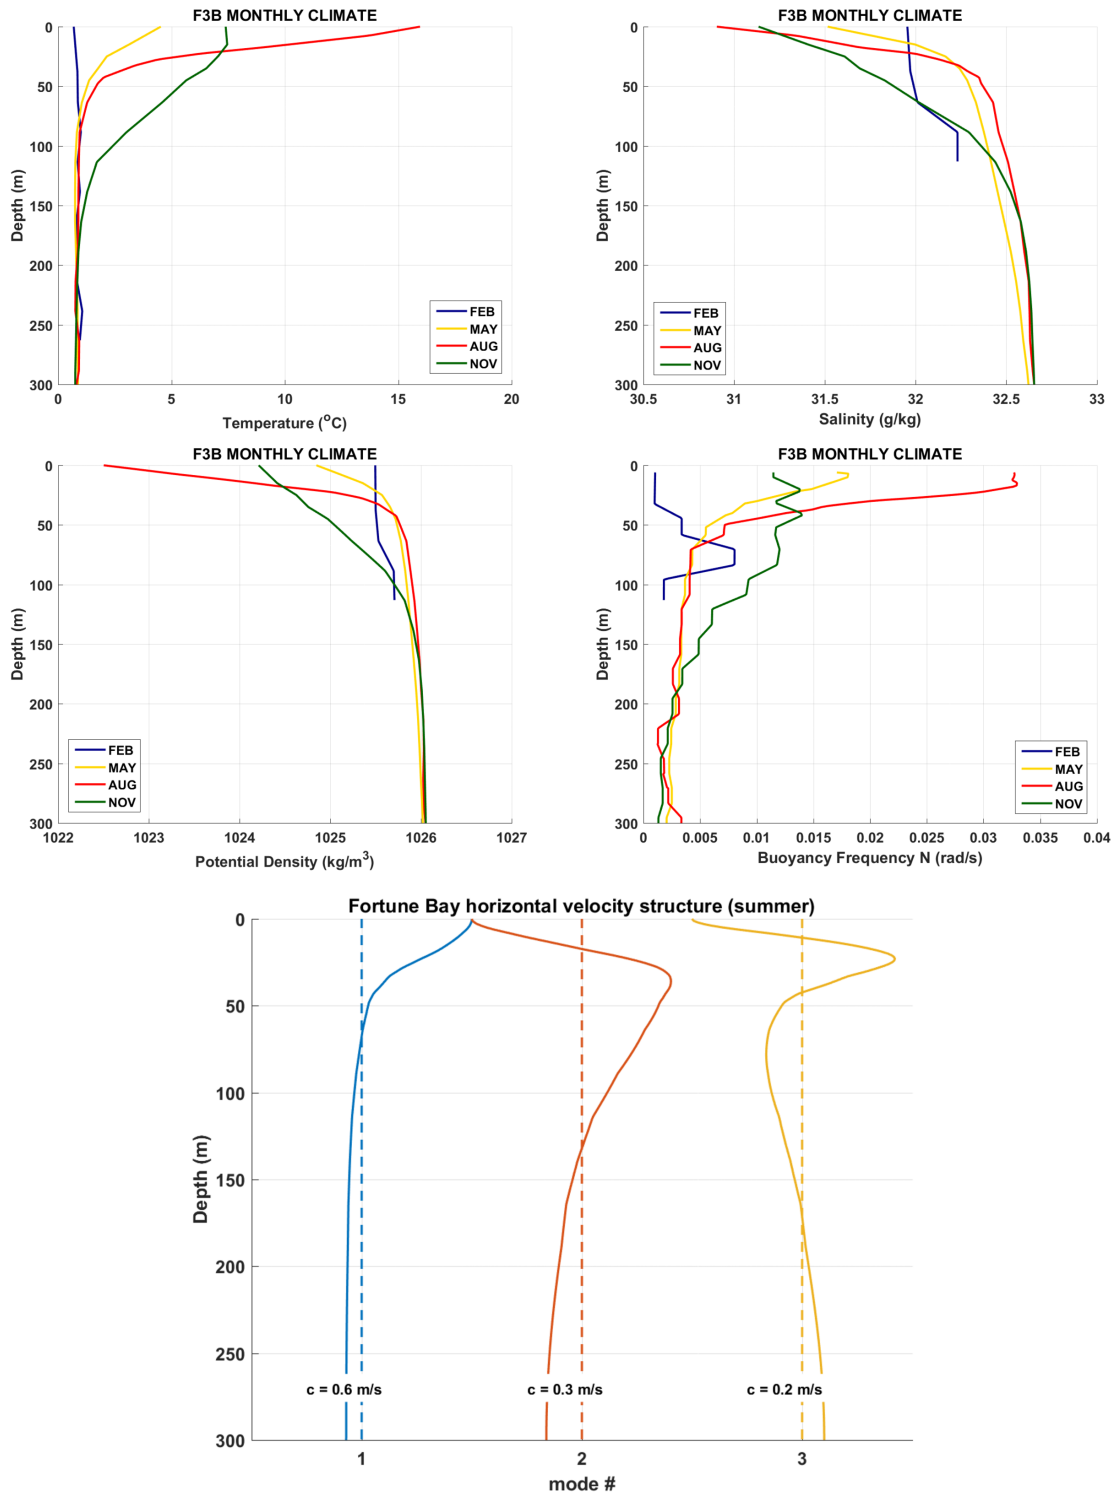 F3B MONTHLY CLIMATE
0
50
100
150
200
250
300
Depth (m)
0 5 10 15 20
Temperature (°C)
FEB
MAY
AUG
NOV
F3B MONTHLY CLIMATE
0
50
100
150
200
250
300
Depth (m)
30.5 31 31.5 32 32.5 33
Salinity (g/kg)
FEB
MAY
AUG
NOV
F3B MONTHLY CLIMATE
0
50
100
150
200
250
300
Depth (m)
1022 1023 1024 1025 1026 1027
Potential Density (kg/m³)
FEB
MAY
AUG
NOV
F3B MONTHLY CLIMATE
0
50
100
150
200
250
300
Depth (m)
0 0.005 0.01 0.015 0.02 0.025 0.03 0.035 0.04
Buoyancy Frequency N (rad/s)
FEB
MAY
AUG
NOV
Fortune Bay horizontal velocity structure (summer)
0
50
100
150
200
250
300
Depth (m)
c = 0.6 m/s c = 0.3 m/s c = 0.2 m/s
1 2 3
mode #